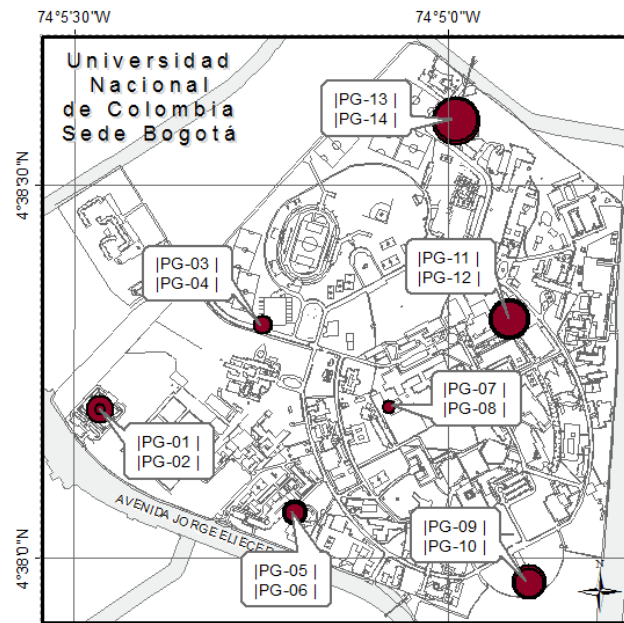 74°5'30"W
74°5'0"W
Universidad
Nacional
de Colombia
Sede Bogotá
|PG-13 |
|PG-14 |
4°38'30"N
|PG-03 |
|PG-04 |
|PG-11 |
|PG-12 |
|PG-07 |
|PG-08 |
|PG-01 |
|PG-02 |
AVENIDA JORGE ELIECER
|PG-09 |
|PG-10 |
4°38'0"N
|PG-05 |
|PG-06 |
N